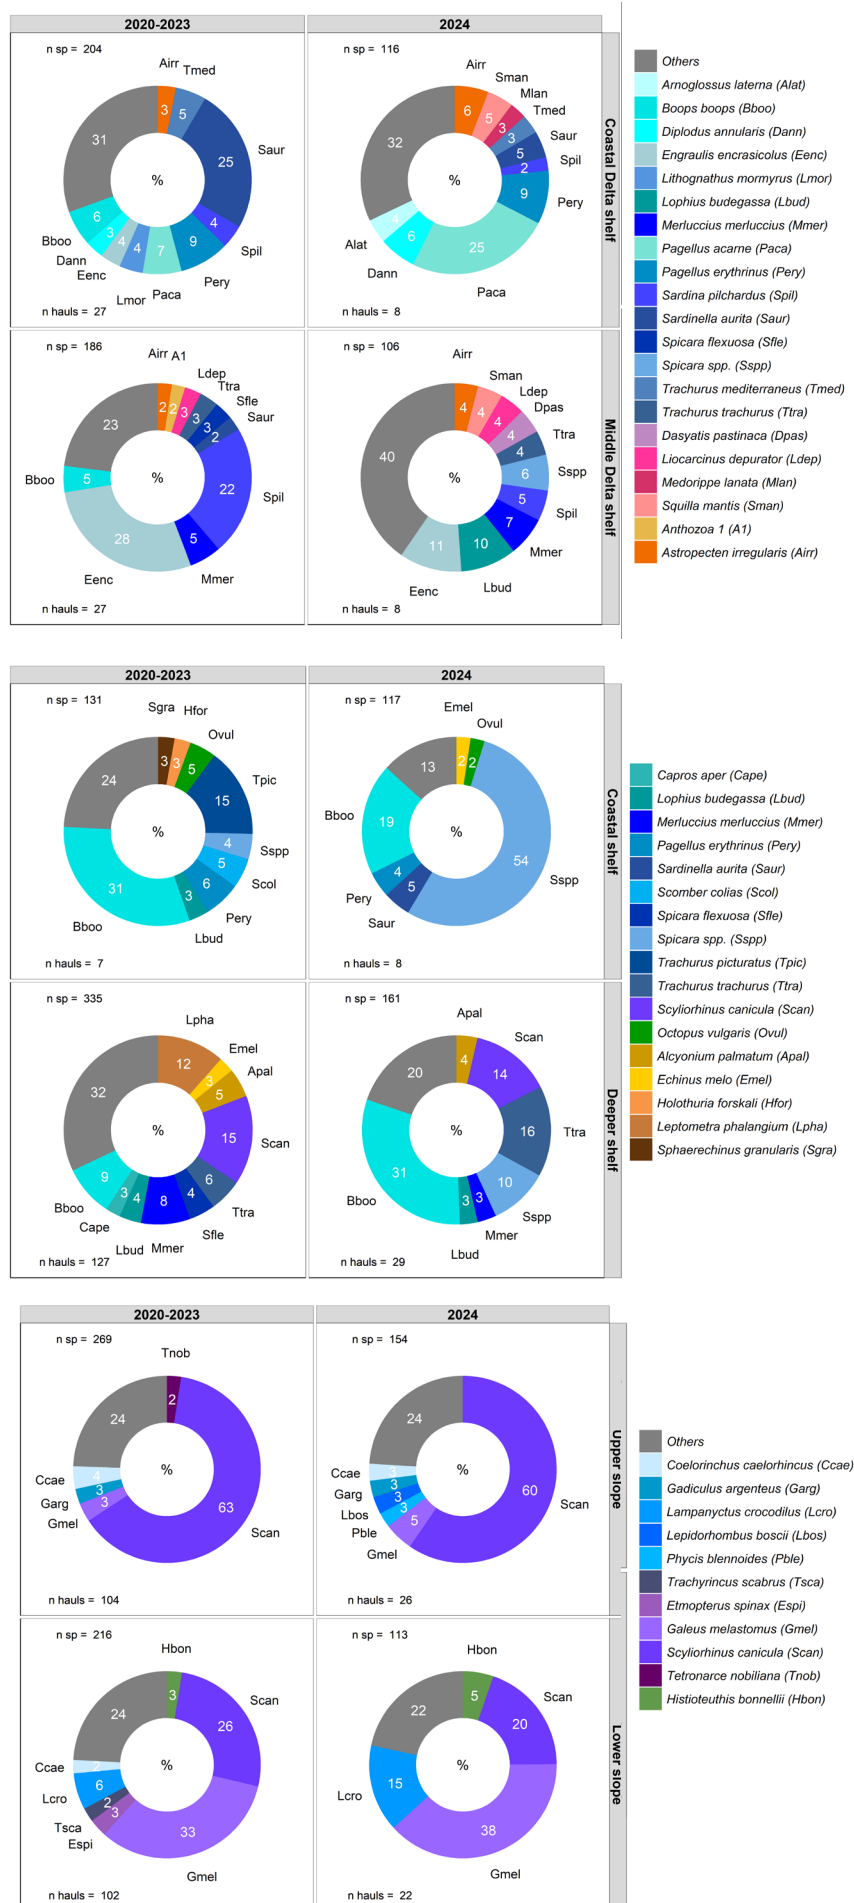 2020-2023
2024
n sp = 204
Airr
Tmed
3
5
31
25
Saur
%
6
3
4
4
7
9
4
Bboo
Dann
Eenc
Lmor
Paca
Pery
Spil
n hauls = 27
n sp = 116
Airr
Sman
Mlan
Tmed
Saur
Spil
Pery
6
5
3
3
5
2
9
32
%
4
6
25
Alat
Dann
Paca
n hauls = 8
Coastal Delta shelf
n sp = 186
Airr
A1
Ldep
Ttra
Sfle
Saur
2
2
3
3
3
2
23
Bboo
5
%
22
Spil
28
5
Eenc
Mmer
n hauls = 27
n sp = 106
Airr
Sman
Ldep
Dpas
Ttra
Sspp
Spil
Mmer
4
4
4
4
4
6
5
7
40
%
11
10
Eenc
Lbud
n hauls = 8
Middle Delta shelf
Others
Arnoglossus laterna (Alat)
Boops boops (Bboo)
Diplodus annularis (Dann)
Engraulis encrasicolus (Eenc)
Lithognathus mormyrus (Lmor)
Lophius budegassa (Lbud)
Merluccius merluccius (Mmer)
Pagellus acarne (Paca)
Pagellus erythrinus (Pery)
Sardina pilchardus (Spil)
Sardinella aurita (Saur)
Spicara flexuosa (Sfle)
Spicara spp. (Sspp)
Trachurus mediterraneus (Tmed)
Trachurus trachurus (Ttra)
Dasyatis pastinaca (Dpas)
Liocarcinus depurator (Ldep)
Medorippe lanata (Mlan)
Squilla mantis (Sman)
Anthozoa 1 (A1)
Astropecten irregularis (Airr)
2020-2023
2024
n sp = 131
Sgra
Hfor
Ovul
Tpic
3
3
5
15
24
%
4
Sspp
5
Scol
6
Pery
3
Lbud
31
Bboo
n hauls = 7
n sp = 117
Emel
Ovul
2
2
13
Bboo
19
%
54
Sspp
4
5
Pery
Saur
n hauls = 8
Coastal shelf
n sp = 335
Lpha
Emel
Apal
12
3
5
32
%
15
Scan
9
3
4
8
4
6
Bboo
Cape
Lbud
Mmer
Sfle
Ttra
n hauls = 127
n sp = 161
Apal
Scan
4
14
20
%
16
Ttra
31
Bboo
3
3
10
Sspp
Mmer
Lbud
n hauls = 29
Deeper shelf
Capros aper (Cape)
Lophius budegassa (Lbud)
Merluccius merluccius (Mmer)
Pagellus erythrinus (Pery)
Sardinella aurita (Saur)
Scomber colias (Scol)
Spicara flexuosa (Sfle)
Spicara spp. (Sspp)
Trachurus picturatus (Tpic)
Trachurus trachurus (Ttra)
Scyliorhinus canicula (Scan)
Octopus vulgaris (Ovul)
Alcyonium palmatum (Apal)
Echinus melo (Emel)
Holothuria forskali (Hfor)
Leptometra phalangium (Lpha)
Sphaerechinus granularis (Sgra)
2020-2023
2024
n sp = 269
Tnob
2
24
%
Ccae
4
Garg
3
Gmel
3
63
Scan
n hauls = 104
n sp = 154
24
%
Ccae
3
Garg
3
Lbos
3
Pble
3
Gmel
5
60
Scan
n hauls = 26
Upper slope
n sp = 216
Hbon
3
Scan
26
24
%
Ccae
2
Lcro
6
Tsca
2
Espi
3
33
Gmel
n hauls = 102
n sp = 113
Hbon
5
Scan
20
22
%
15
Lcro
38
Gmel
n hauls = 22
Lower slope
Others
Coelorinchus caelorhincus (Ccae)
Gadiculus argenteus (Garg)
Lampanyctus crocodilus (Lcro)
Lepidorhombus boscii (Lbos)
Phycis blennoides (Pble)
Trachyrincus scabrus (Tsca)
Etmopterus spinax (Espi)
Galeus melastomus (Gmel)
Scyliorhinus canicula (Scan)
Tetronarce nobiliana (Tnob)
Histioteuthis bonnellii (Hbon)